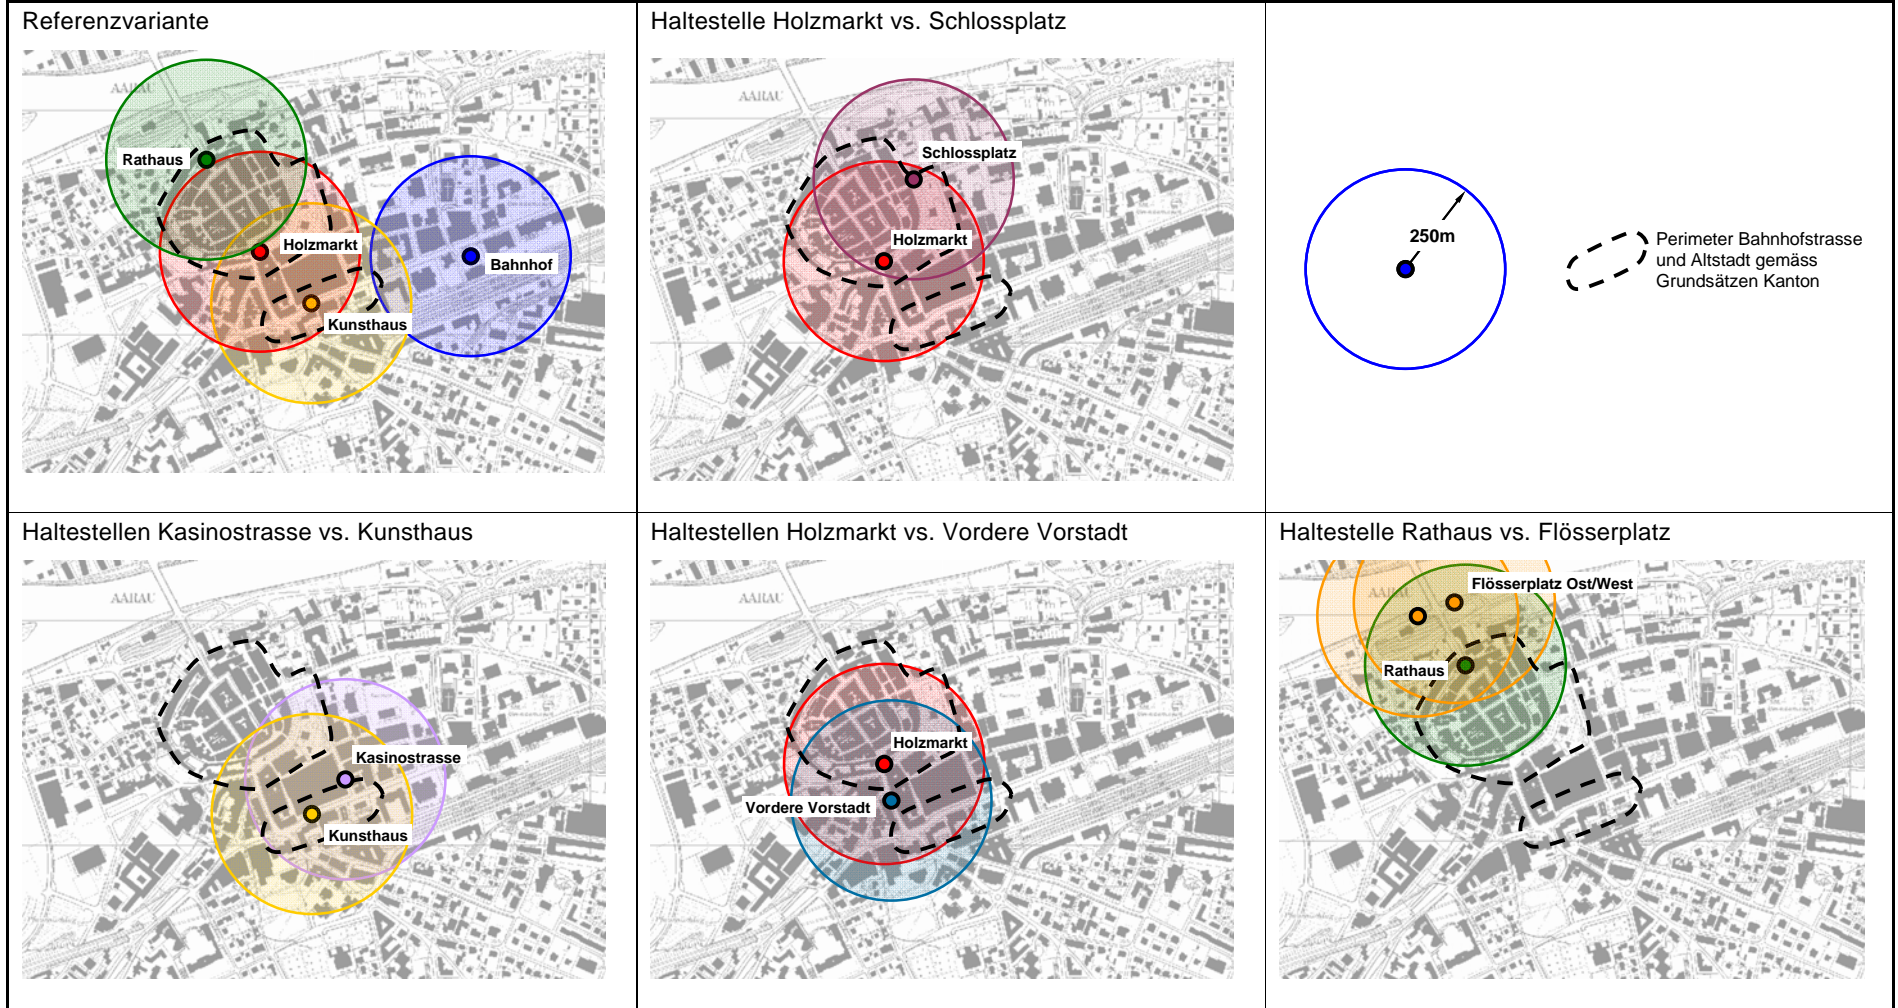 Referenzvariante
AARAU
Rathaus
Holzmarkt
Bahnhof
Kunsthaus
Haltestelle Holzmarkt vs. Schlossplatz
AARAU
Schlossplatz
Holzmarkt
250m
Perimeter Bahnhofstrasse
und Altstadt gemäss
Grundsätzen Kanton
Haltestellen Kasinostrasse vs. Kunsthaus
AARAU
Kasinostrasse
Kunsthaus
Haltestellen Holzmarkt vs. Vordere Vorstadt
AARAU
Holzmarkt
Vordere Vorstadt
Haltestelle Rathaus vs. Flösserplatz
AARAU
Flösserplatz Ost/West
Rathaus